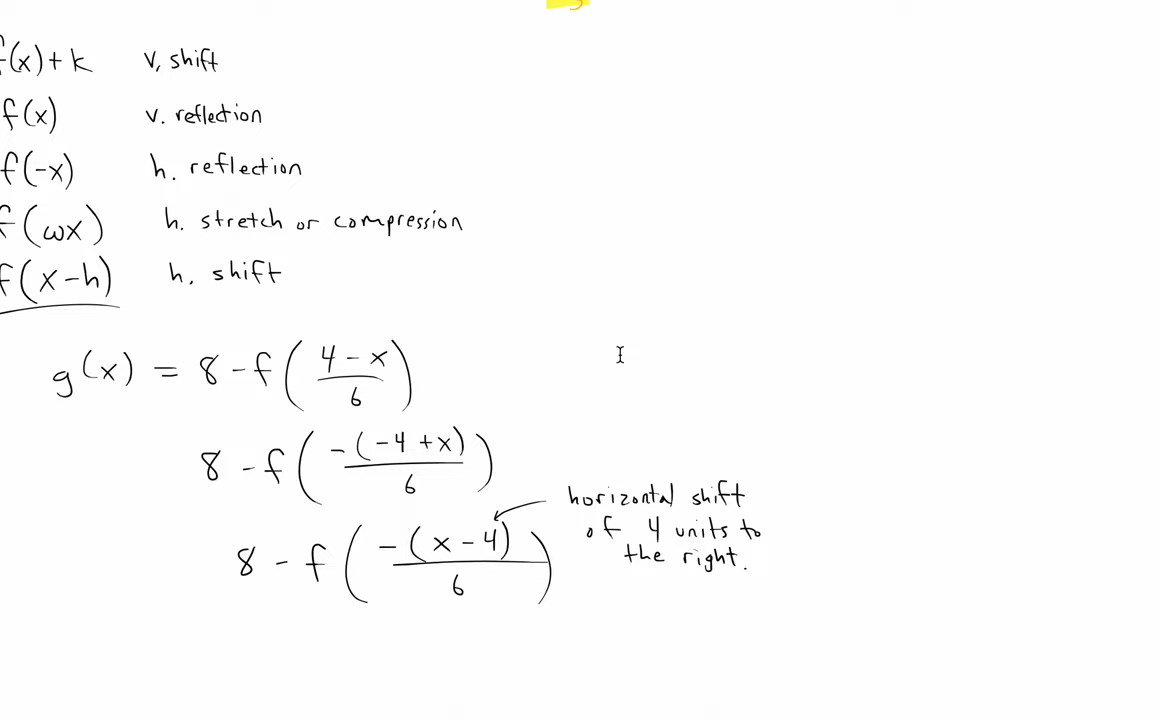 f(x) + k v, shift
f(x) v. reflection
f(-x) h. reflection
f(ωx) h. stretch or compression
f(x-h) h. shift
g(x) = 8 - f( (4 - x)/6 )
8 - f( -(-4 + x)/6 )
8 - f( -(x - 4)/6 )
horizontal shift
of 4 units to
the right.